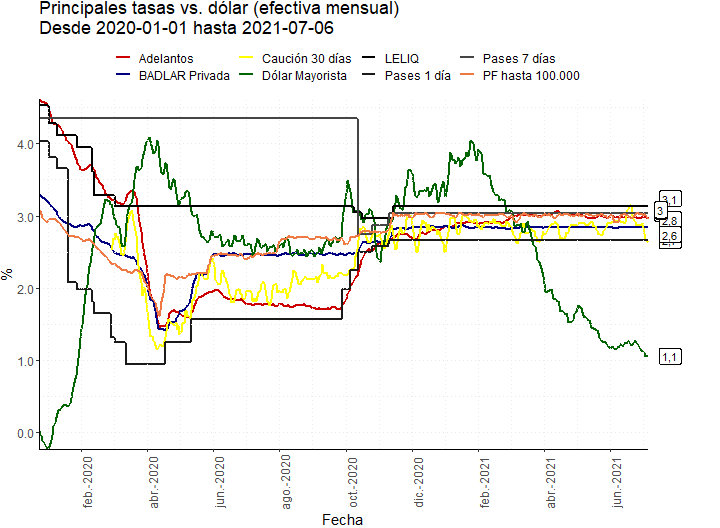 Principales tasas vs. dólar (efectiva mensual)
Desde 2020-01-01 hasta 2021-07-06
Adelantos Caución 30 días LELIQ Pases 7 días
BADLAR Privada Dólar Mayorista Pases 1 día PF hasta 100.000
4.0
3.0
2.0
1.0
0.0
%
3,1
3
2,8
2,6
1,1
feb.-2020 abr.-2020 jun.-2020 ago.-2020 oct.-2020 dic.-2020 feb.-2021 abr.-2021 jun.-2021
Fecha